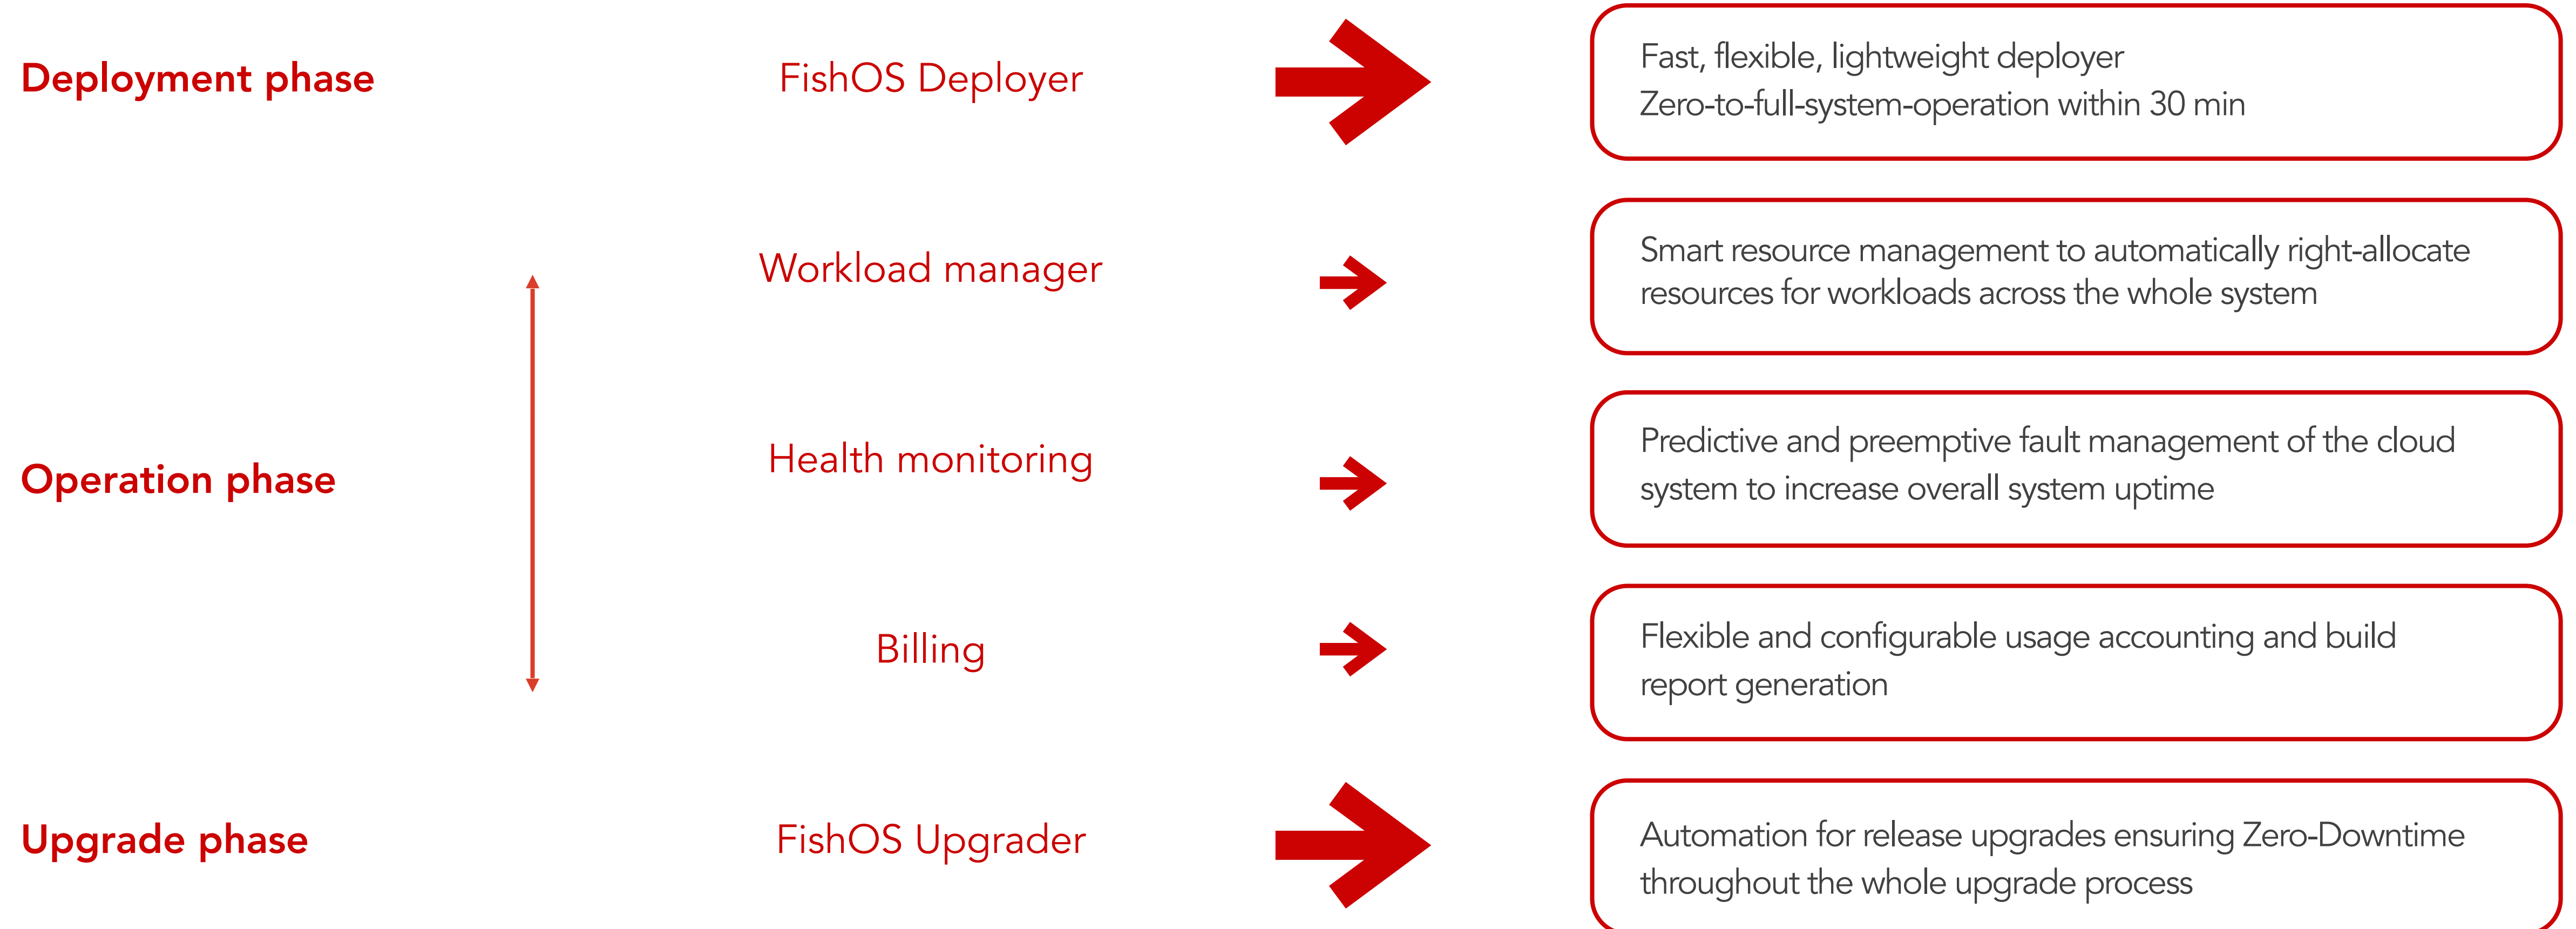 Deployment phase
FishOS Deployer
Fast, flexible, lightweight deployer
Zero-to-full-system-operation within 30 min
Workload manager
Smart resource management to automatically right-allocate
resources for workloads across the whole system
Operation phase
Health monitoring
Predictive and preemptive fault management of the cloud
system to increase overall system uptime
Billing
Flexible and configurable usage accounting and build
report generation
Upgrade phase
FishOS Upgrader
Automation for release upgrades ensuring Zero-Downtime
throughout the whole upgrade process